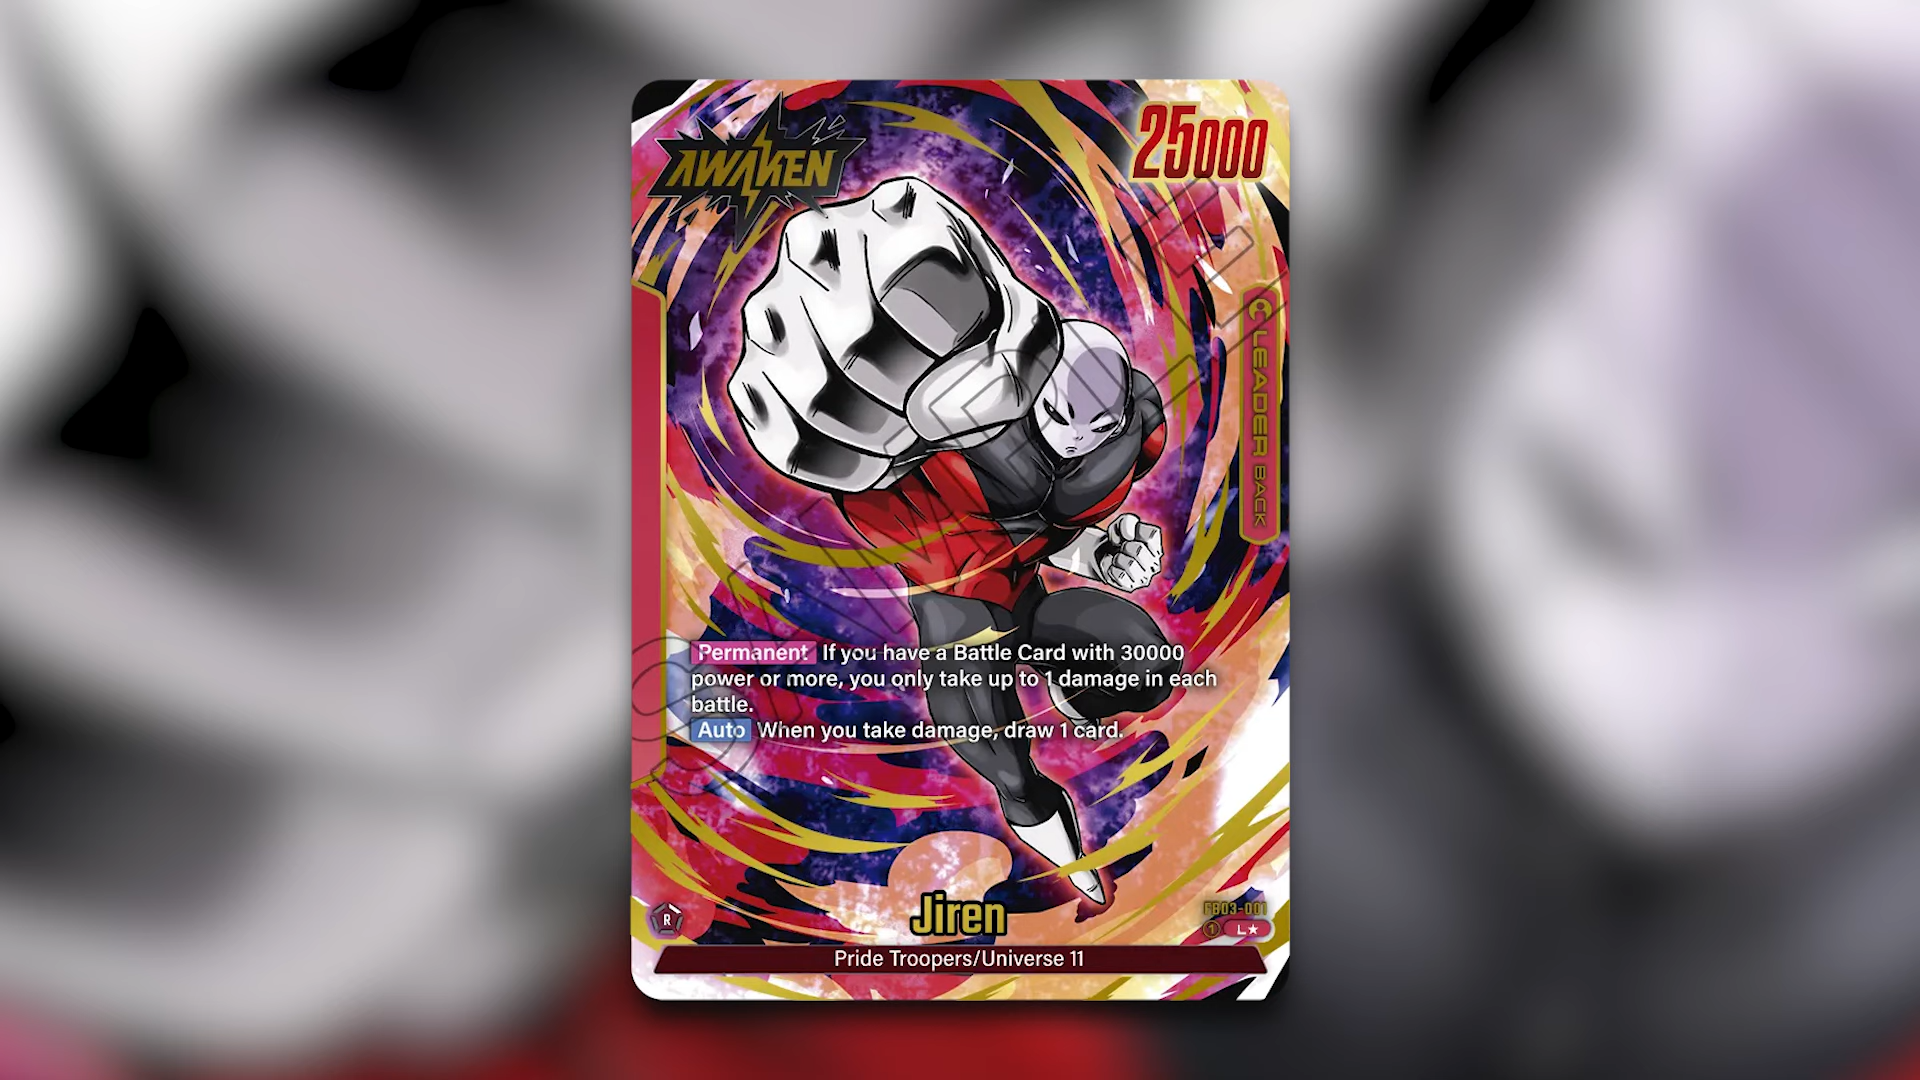 AWAKEN
25000
LEADER BACK
SAMPLE
Permanent If you have a Battle Card with 30000
power or more, you only take up to 1 damage in each
battle.
Auto When you take damage, draw 1 card.
Jiren
FB03-001
R
1 L★
Pride Troopers/Universe 11